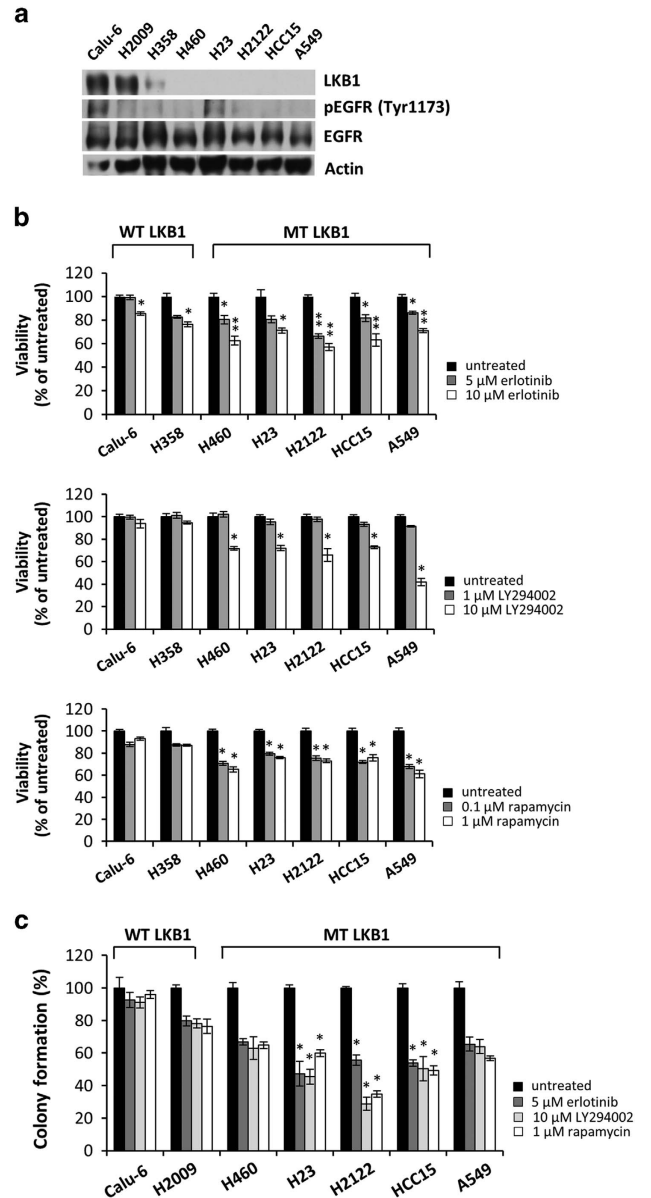 a
Calu-6 H2009 H358 H460 H23 H2122 HCC15 A549
LKB1
pEGFR (Tyr1173)
EGFR
Actin
b
WT LKB1 MT LKB1
Viability
(% of untreated)
120
100
80
60
40
20
0
* * * ** * ** ** * ** * **
Calu-6 H358 H460 H23 H2122 HCC15 A549
untreated
5 µM erlotinib
10 µM erlotinib
Viability
(% of untreated)
120
100
80
60
40
20
0
* * * * *
Calu-6 H358 H460 H23 H2122 HCC15 A549
untreated
1 µM LY294002
10 µM LY294002
Viability
(% of untreated)
120
100
80
60
40
20
0
* * * * * * * * * *
Calu-6 H358 H460 H23 H2122 HCC15 A549
untreated
0.1 µM rapamycin
1 µM rapamycin
c
WT LKB1 MT LKB1
Colony formation (%)
120
100
80
60
40
20
0
* * * * * * * * *
Calu-6 H2009 H460 H23 H2122 HCC15 A549
untreated
5 µM erlotinib
10 µM LY294002
1 µM rapamycin